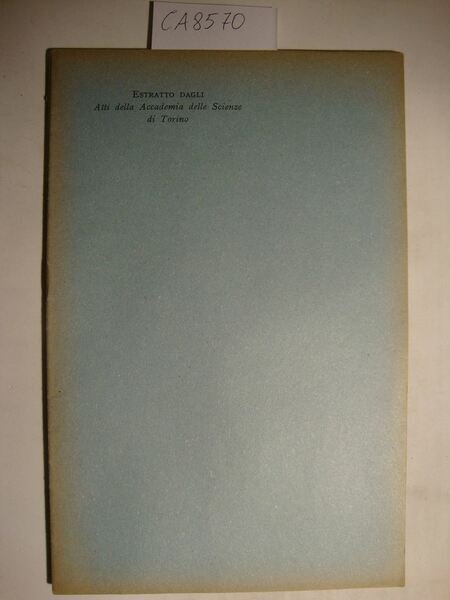 CA8570
ESTRATTO DAGLI
Atti della Accademia delle Scienze
di Torino